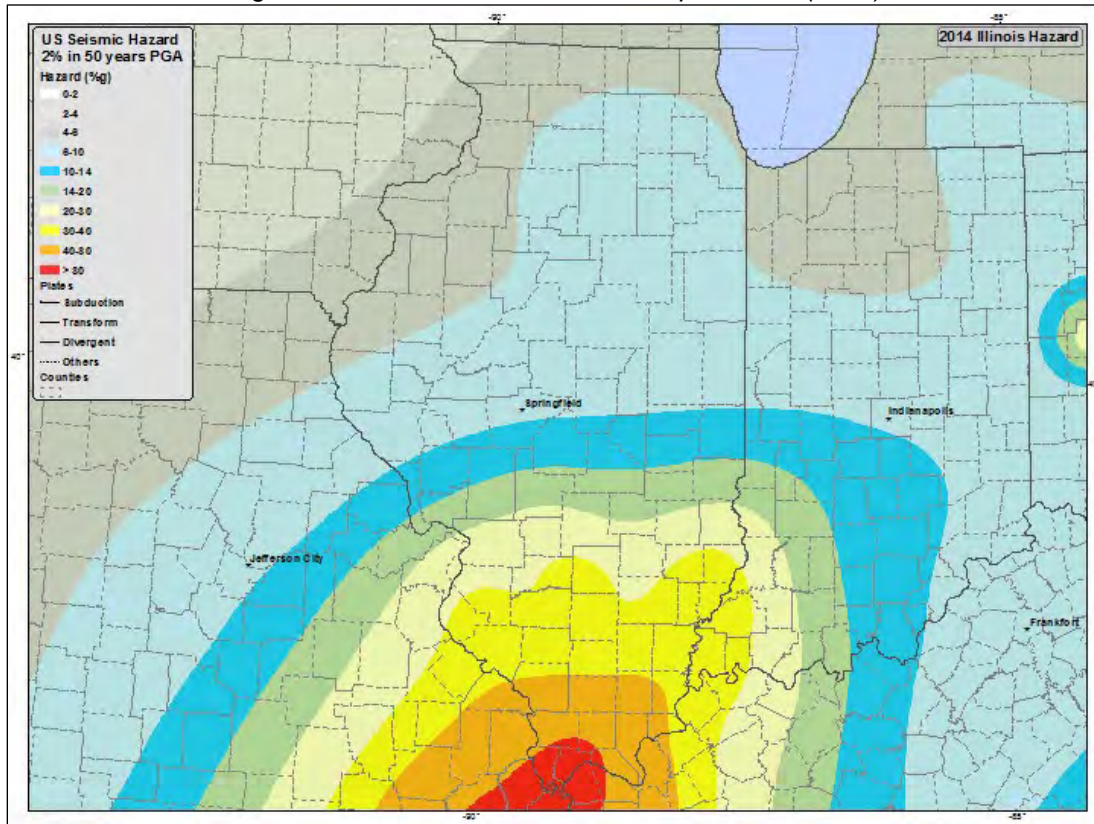 US Seismic Hazard
2% in 50 years PGA
Hazard (%g)
0-2
2-4
4-6
6-10
10-14
14-20
20-30
30-40
40-80
> 80
Plates
Subduction
Transform
Divergent
Others
Counties
2014 Illinois Hazard
-90°
-85°
40°
Springfield
Indianapolis
Jefferson City
Frankfort
-90°
-85°